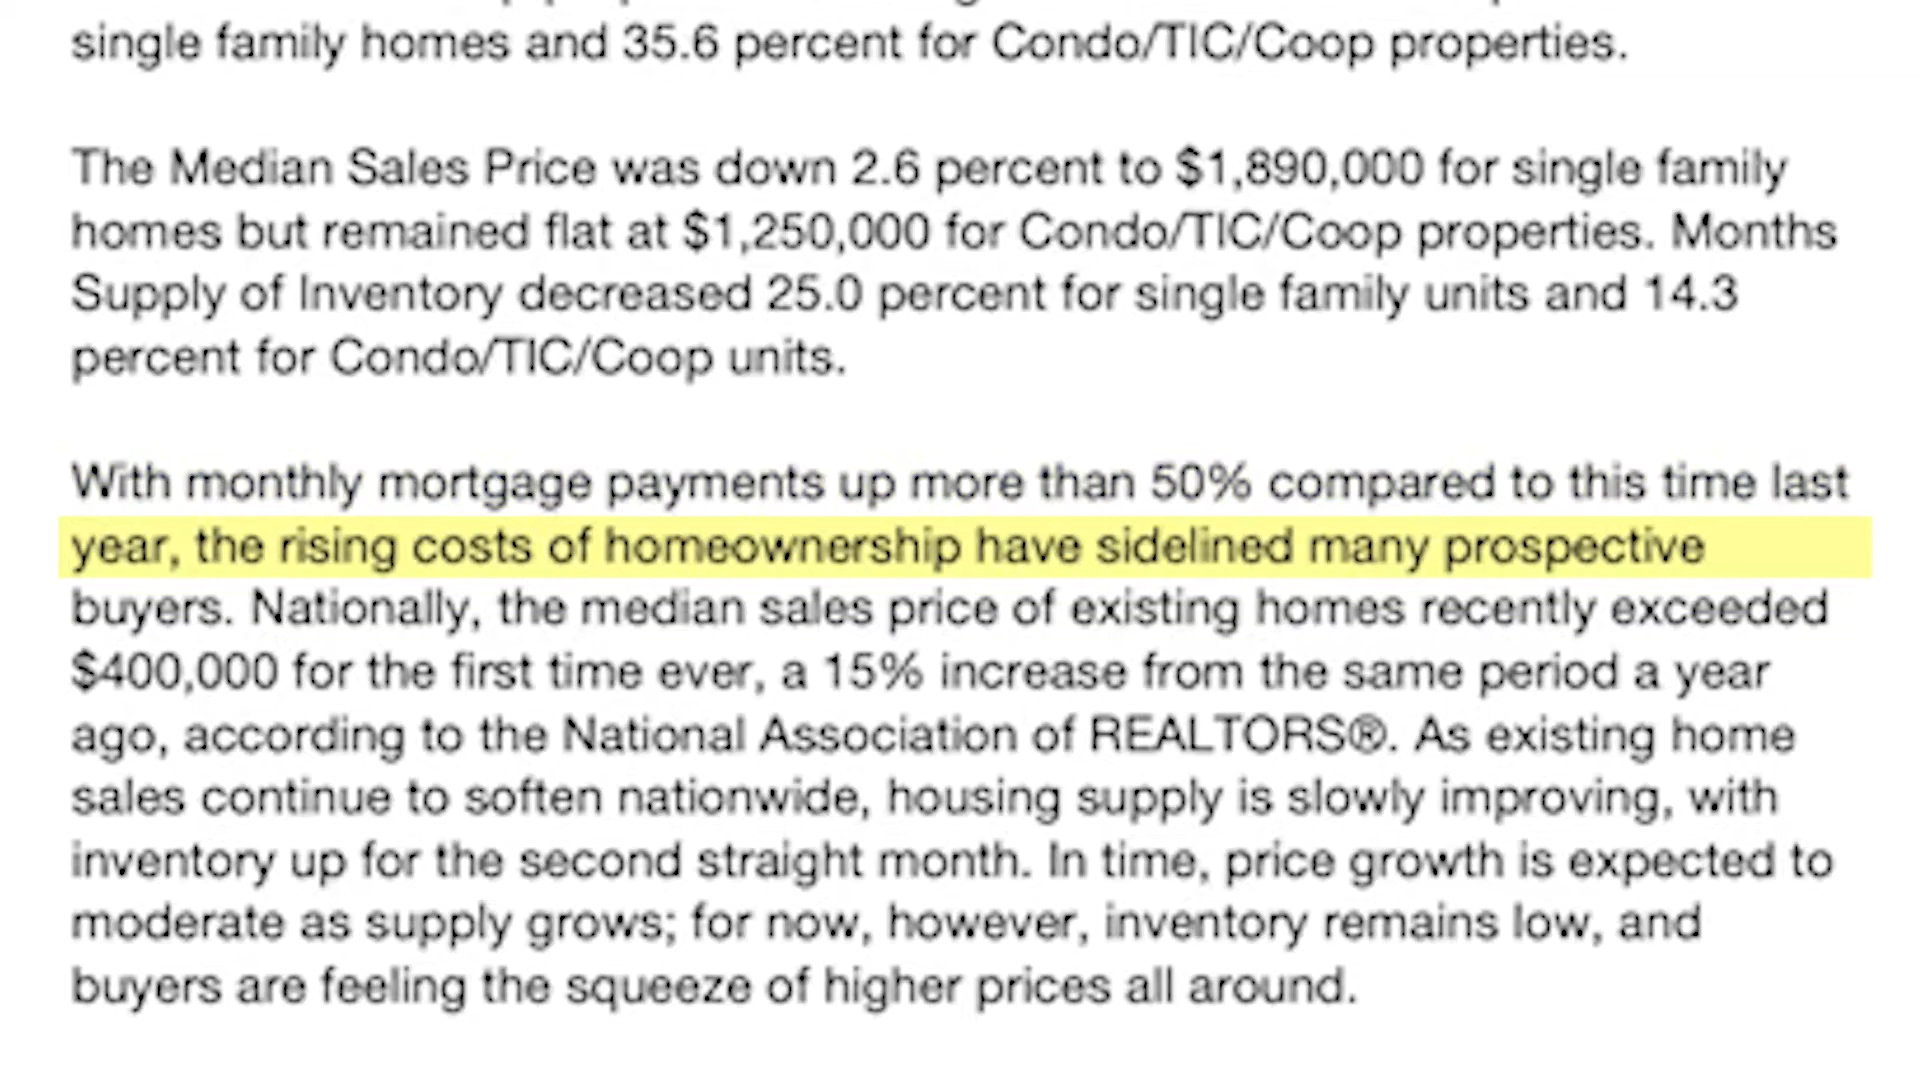 single family homes and 35.6 percent for Condo/TIC/Coop properties.
The Median Sales Price was down 2.6 percent to $1,890,000 for single family
homes but remained flat at $1,250,000 for Condo/TIC/Coop properties. Months
Supply of Inventory decreased 25.0 percent for single family units and 14.3
percent for Condo/TIC/Coop units.
With monthly mortgage payments up more than 50% compared to this time last
year, the rising costs of homeownership have sidelined many prospective
buyers. Nationally, the median sales price of existing homes recently exceeded
$400,000 for the first time ever, a 15% increase from the same period a year
ago, according to the National Association of REALTORS®. As existing home
sales continue to soften nationwide, housing supply is slowly improving, with
inventory up for the second straight month. In time, price growth is expected to
moderate as supply grows; for now, however, inventory remains low, and
buyers are feeling the squeeze of higher prices all around.